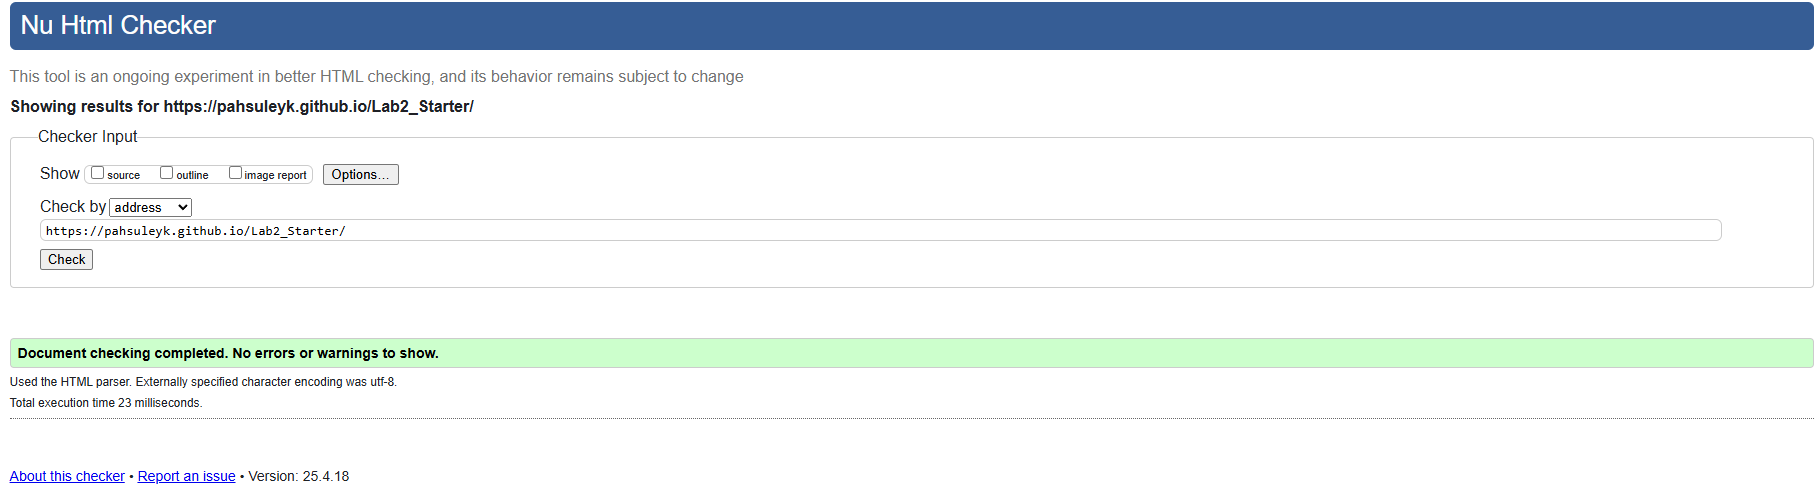 Nu Html Checker
This tool is an ongoing experiment in better HTML checking, and its behavior remains subject to change
Showing results for https://pahsuleyk.github.io/Lab2_Starter/
Checker Input
Show source outline image report Options...
Check by address
https://pahsuleyk.github.io/Lab2_Starter/
Check
Document checking completed. No errors or warnings to show.
Used the HTML parser. Externally specified character encoding was utf-8.
Total execution time 23 milliseconds.
About this checker • Report an issue • Version: 25.4.18